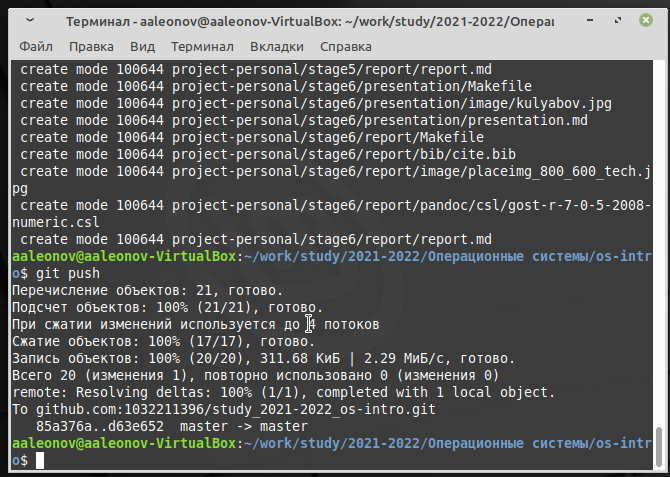 Терминал - aaleonov@aaleonov-VirtualBox: ~/work/study/2021-2022/Опера
Файл Правка Вид Терминал Вкладки Справка
create mode 100644 project-personal/stage5/report/report.md
create mode 100644 project-personal/stage6/presentation/Makefile
create mode 100644 project-personal/stage6/presentation/image/kulyabov.jpg
create mode 100644 project-personal/stage6/presentation/presentation.md
create mode 100644 project-personal/stage6/report/Makefile
create mode 100644 project-personal/stage6/report/bib/cite.bib
create mode 100644 project-personal/stage6/report/image/placeimg_800_600_tech.j
pg
create mode 100644 project-personal/stage6/report/pandoc/csl/gost-r-7-0-5-2008-
numeric.csl
create mode 100644 project-personal/stage6/report/report.md
aaleonov@aaleonov-VirtualBox:~/work/study/2021-2022/Операционные системы/os-intr
o$ git push
Перечисление объектов: 21, готово.
Подсчет объектов: 100% (21/21), готово.
При сжатии изменений используется до 4 потоков
Сжатие объектов: 100% (17/17), готово.
Запись объектов: 100% (20/20), 311.68 КиБ | 2.29 МиБ/с, готово.
Всего 20 (изменения 1), повторно использовано 0 (изменения 0)
remote: Resolving deltas: 100% (1/1), completed with 1 local object.
To github.com:1032211396/study_2021-2022_os-intro.git
85a376a..d63e652 master -> master
aaleonov@aaleonov-VirtualBox:~/work/study/2021-2022/Операционные системы/os-intr
o$